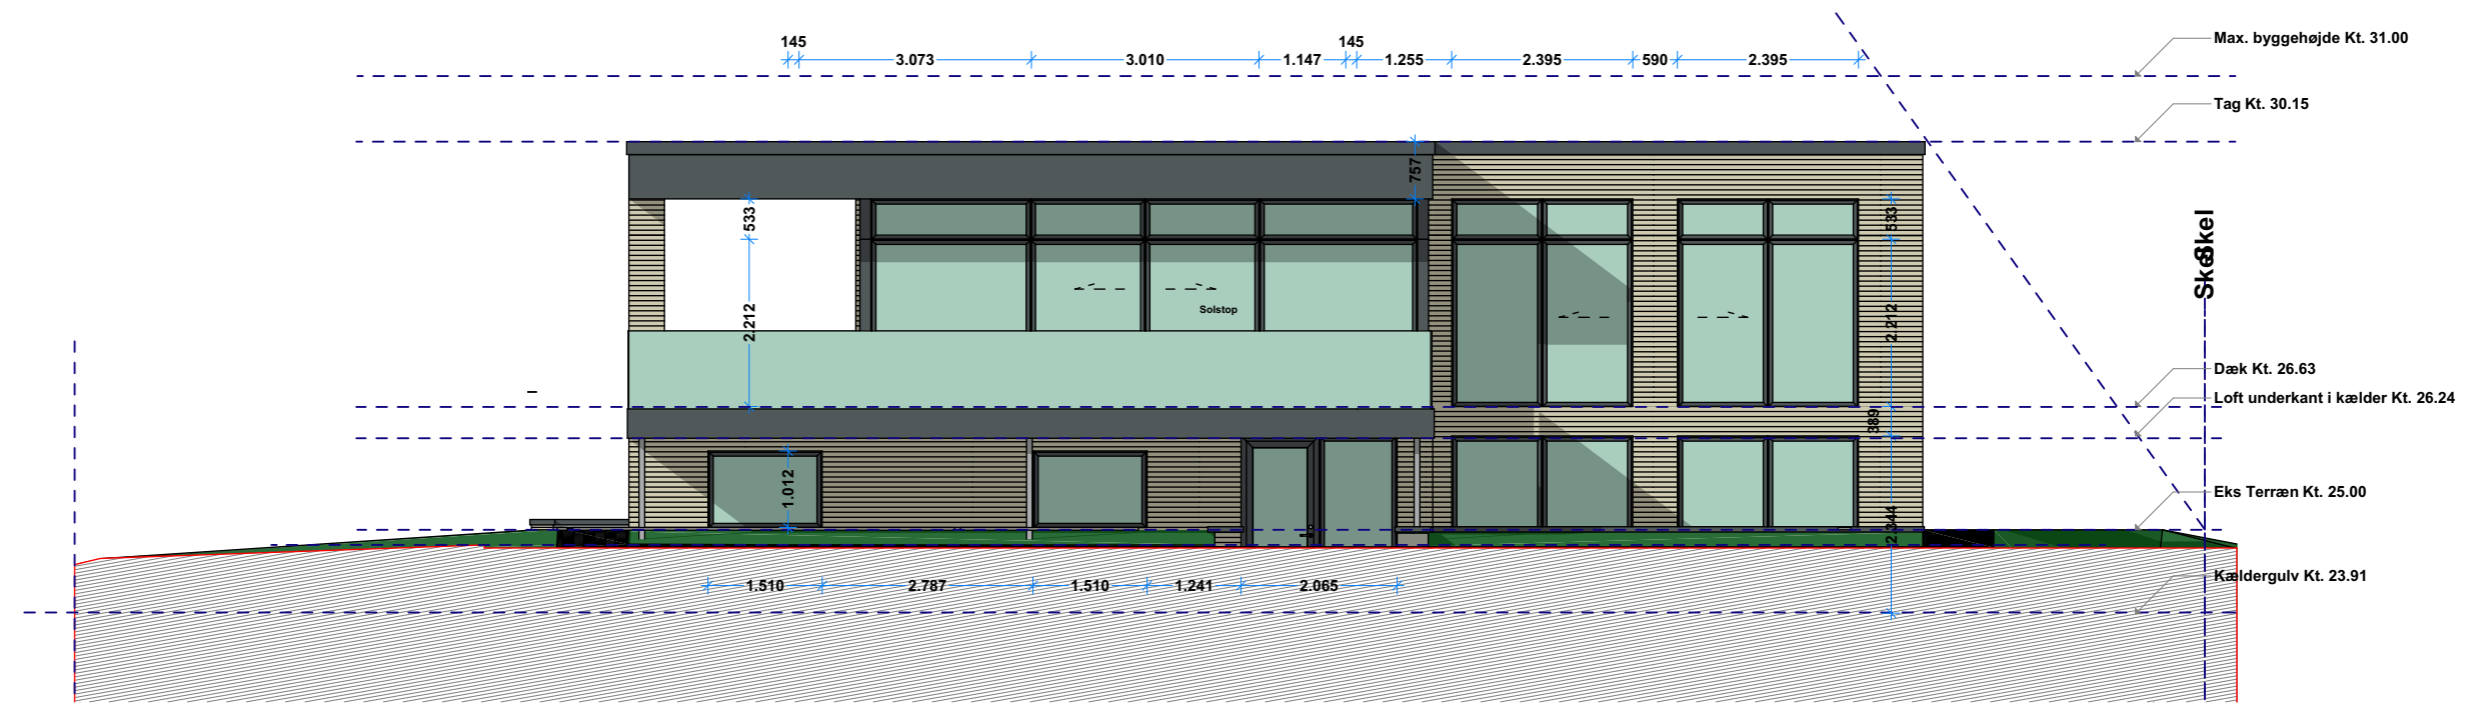 145
145
3.073
3.010
1.147
1.255
2.395
590
2.395
Max. byggehøjde Kt. 31.00
Tag Kt. 30.15
757
533
533
Skel
Skel
2.212
2.212
Solstop
Dæk Kt. 26.63
Loft underkant i kælder Kt. 26.24
389
1.012
Eks Terræn Kt. 25.00
2.344
Kældergulv Kt. 23.91
1.510
2.787
1.510
1.241
2.065